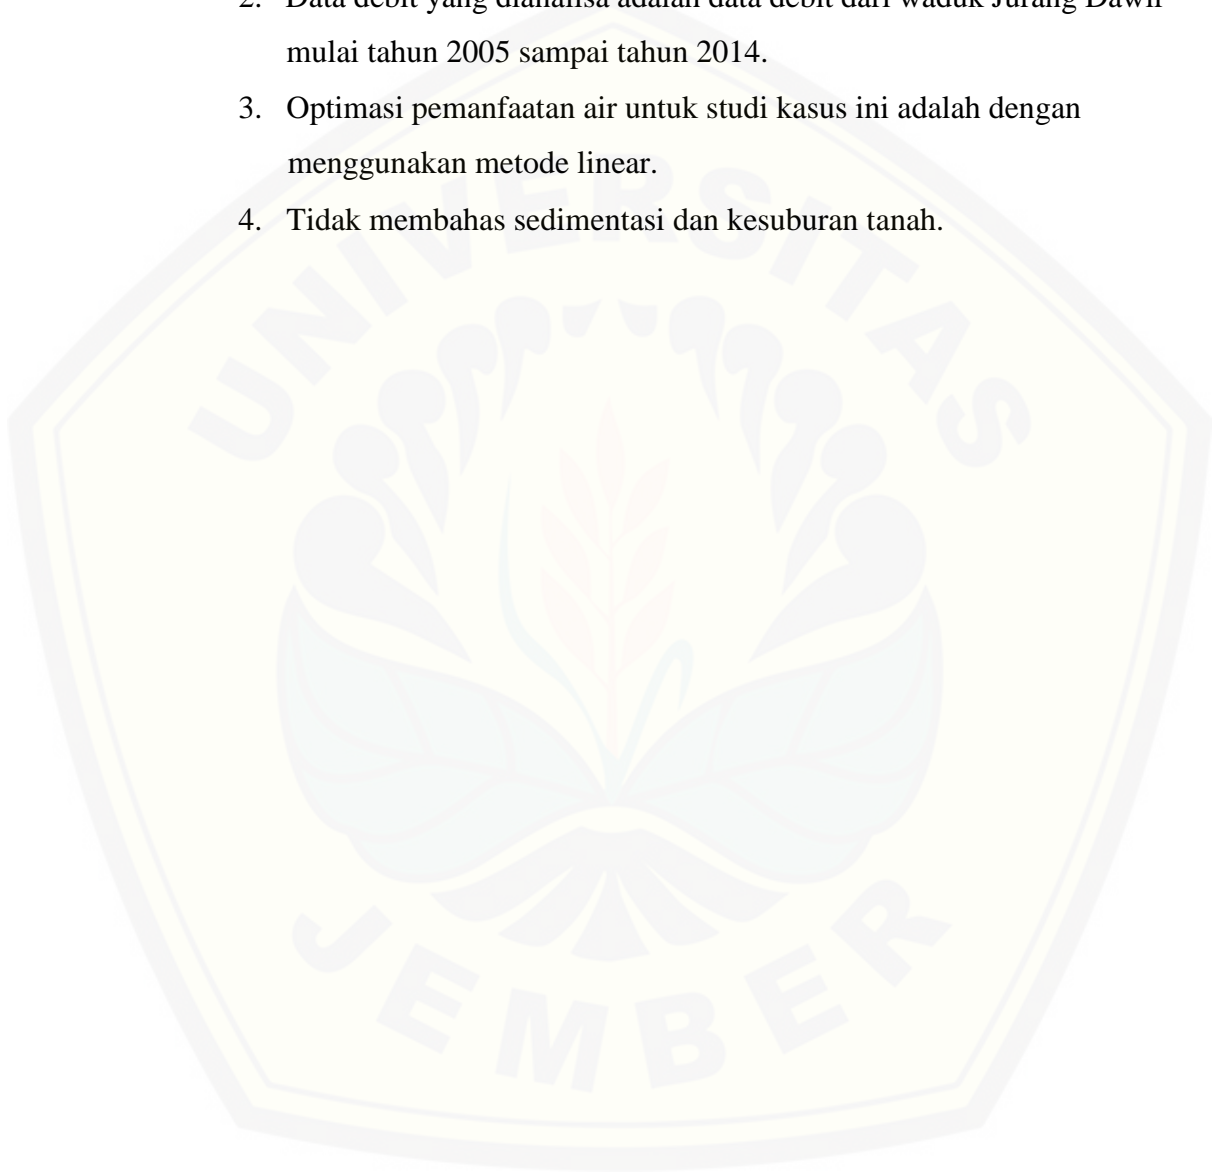 2. Data debit yang dianalisa adalah data debit dari waduk Jurang Dawir
mulai tahun 2005 sampai tahun 2014.
3. Optimasi pemanfaatan air untuk studi kasus ini adalah dengan
menggunakan metode linear.
4. Tidak membahas sedimentasi dan kesuburan tanah.
UNIVERSITAS
JEMBER